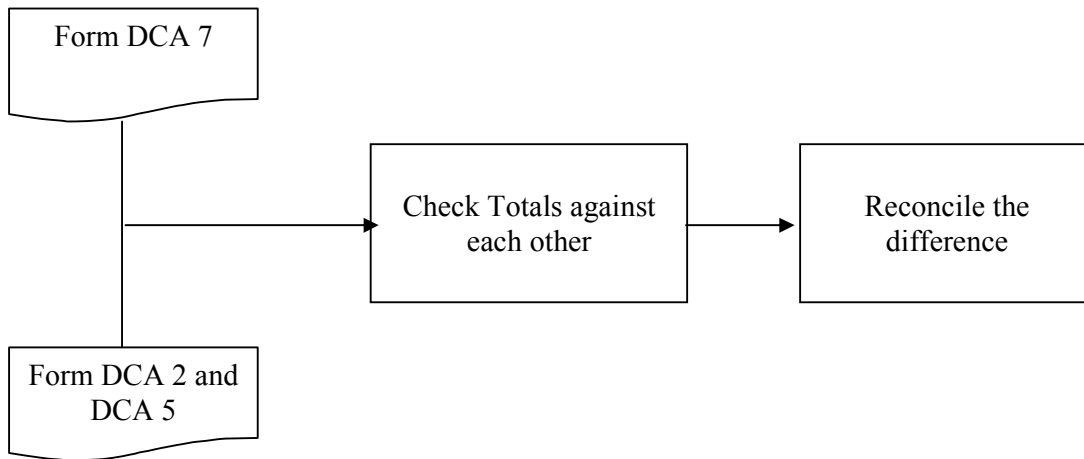 Form DCA 7
Check Totals against
each other
Reconcile the
difference
Form DCA 2 and
DCA 5